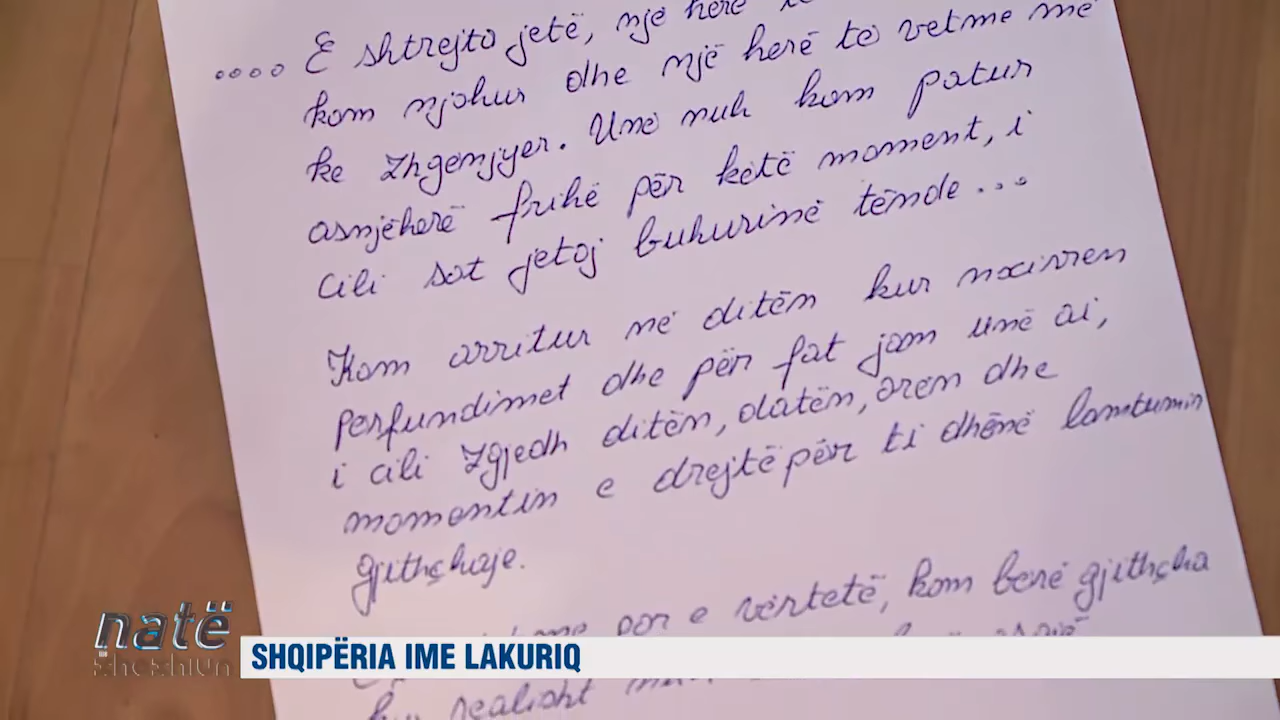 .... E shtrejto jetë, një herë
kam njohur dhe një herë të vetme më
ke zhgënjyer. Unë nuk kam patur
asnjëherë frikë për këtë moment, i
cili sot jetoj bukurinë tënde ...
Kam arritur në ditën kur nxirren
përfundimet dhe për fat jam unë ai,
i cili zgjedh ditën, datën, orën dhe
momentin e drejtë për ti dhënë lamtumirë
gjithçkaje.
por e vërtetë, kam bërë gjithçka
realisht
natë
SHQIPËRIA IME LAKURIQ